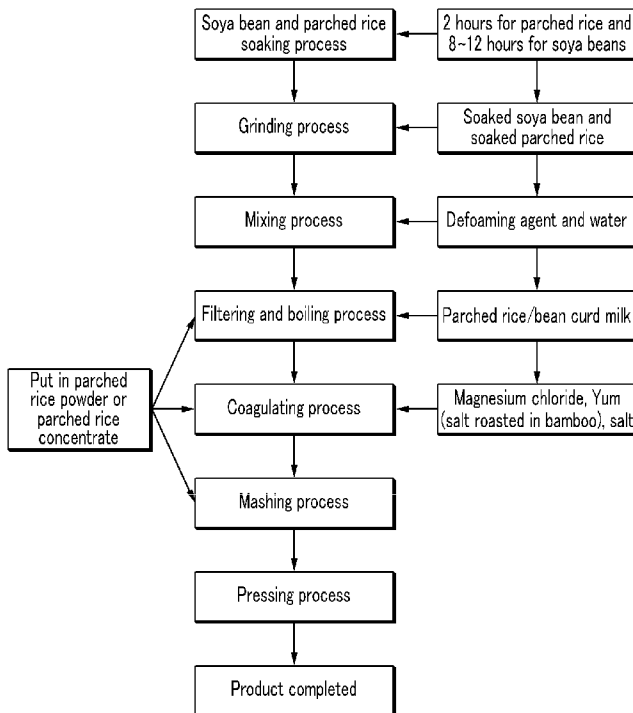 Soya bean and parched rice
soaking process
2 hours for parched rice and
8~12 hours for soya beans
Grinding process
Soaked soya bean and
soaked parched rice
Mixing process
Defoaming agent and water
Filtering and boiling process
Parched rice/bean curd milk
Put in parched
rice powder or
parched rice
concentrate
Coagulating process
Magnesium chloride, Yum
(salt roasted in bamboo), salt
Mashing process
Pressing process
Product completed